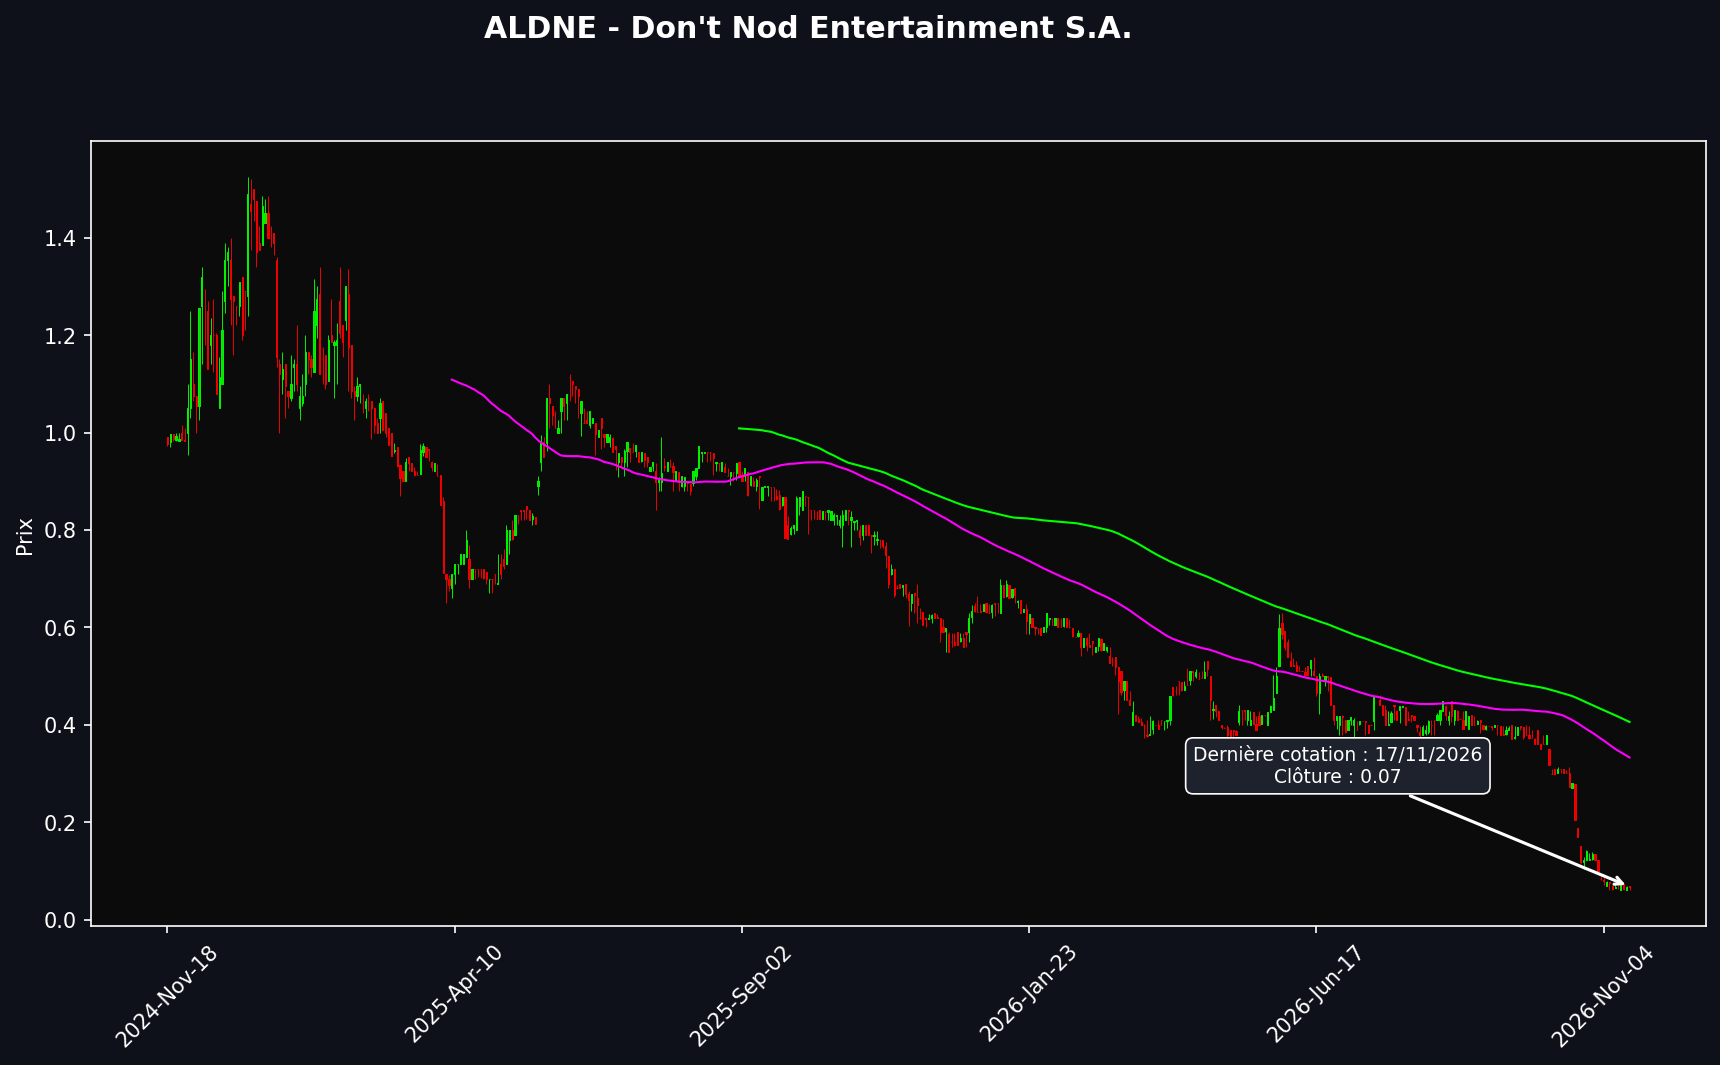 ALDNE - Don't Nod Entertainment S.A.
Prix
1.4
1.2
1.0
0.8
0.6
0.4
0.2
0.0
Dernière cotation : 17/11/2026
Clôture : 0.07
2024-Nov-18
2025-Apr-10
2025-Sep-02
2026-Jan-23
2026-Jun-17
2026-Nov-04